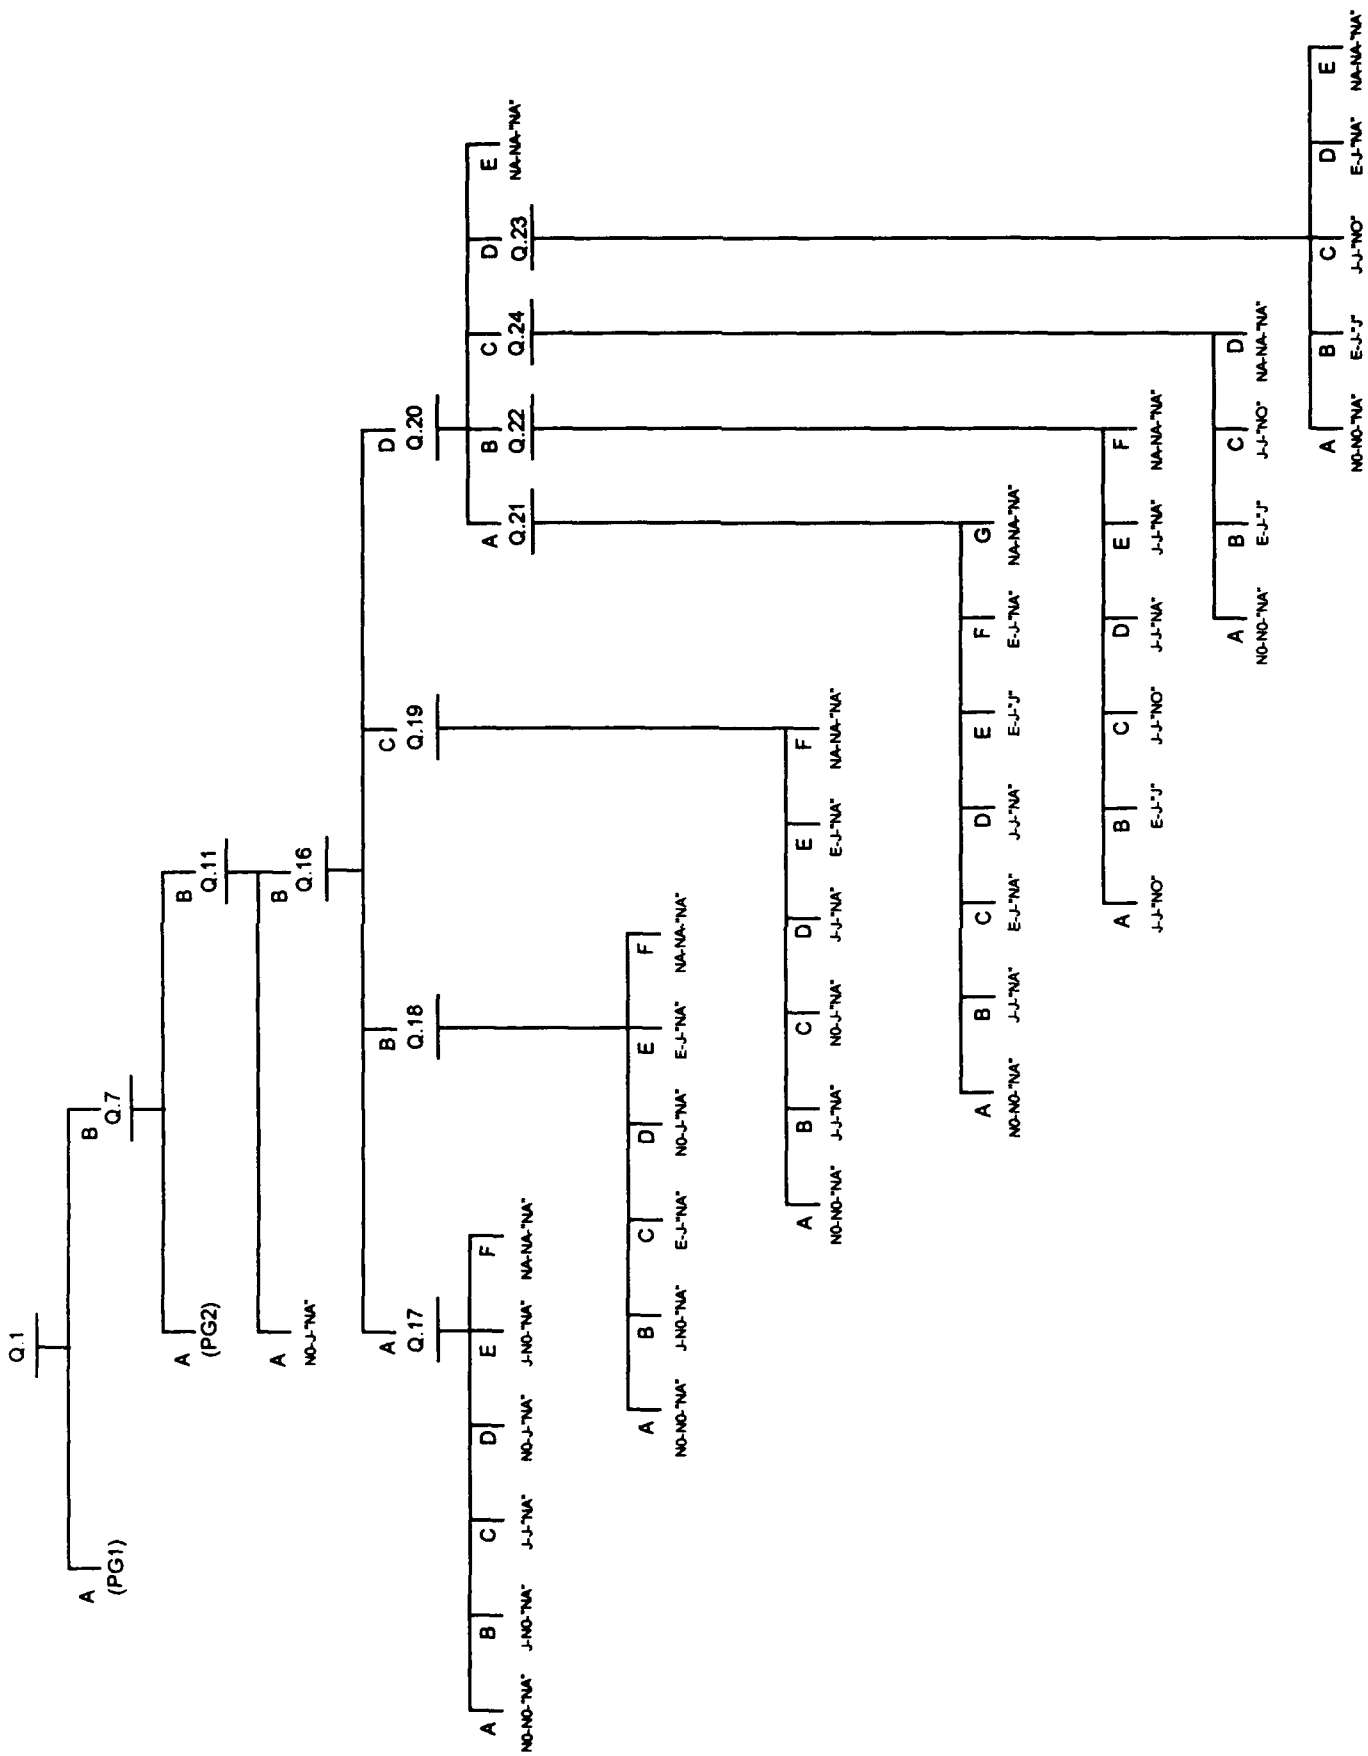 Q.1
A B
(PG1) Q.7
A B
(PG2) Q.11
A B
NO-J-"NA" Q.16
A B C D
Q.17 Q.18 Q.19 Q.20
A B C D E F
NO-NO-"NA" J-NO-"NA" J-J-"NA" NO-J-"NA" J-NO-"NA" NA-NA-"NA"
A B C D E
Q.21 Q.22 Q.24 Q.23 NA-NA-"NA"
A B C D E F
NO-NO-"NA" J-NO-"NA" E-J-"NA" NO-J-"NA" E-J-"NA" NA-NA-"NA"
A B C D E F
NO-NO-"NA" J-J-"NA" NO-J-"NA" J-J-"NA" E-J-"NA" NA-NA-"NA"
A B C D E F G
NO-NO-"NA" J-J-"NA" E-J-"NA" J-J-"NA" E-J-"J" E-J-"NA" NA-NA-"NA"
A B C D E F
J-J-"NO" E-J-"J" J-J-"NO" J-J-"NA" J-J-"NA" NA-NA-"NA"
A B C D
NO-NO-"NA" E-J-"J" J-J-"NO" NA-NA-"NA"
A B C D E
NO-NO-"NA" E-J-"J" J-J-"NO" E-J-"NA" NA-NA-"NA"